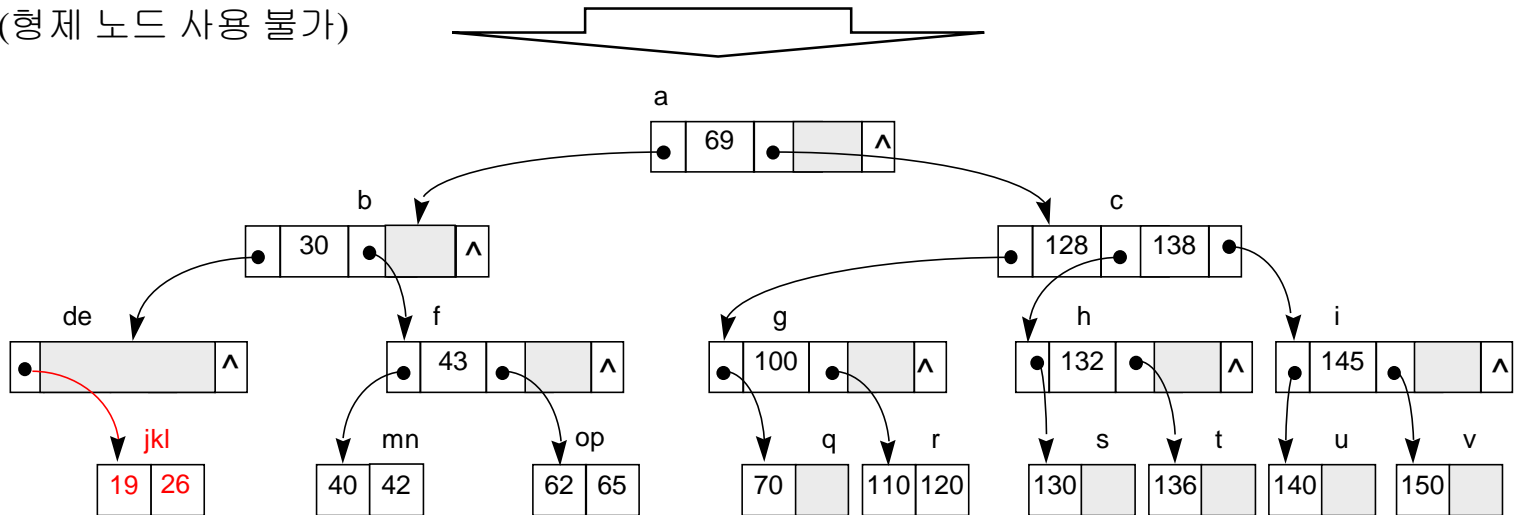 (형제 노드 사용 불가)
a
69 ^
b c
30 ^ 128 138
de f g h i
^ 43 ^ 100 ^ 132 ^ 145 ^
jkl mn op q r s t u v
19 26 40 42 62 65 70 110 120 130 136 140 150